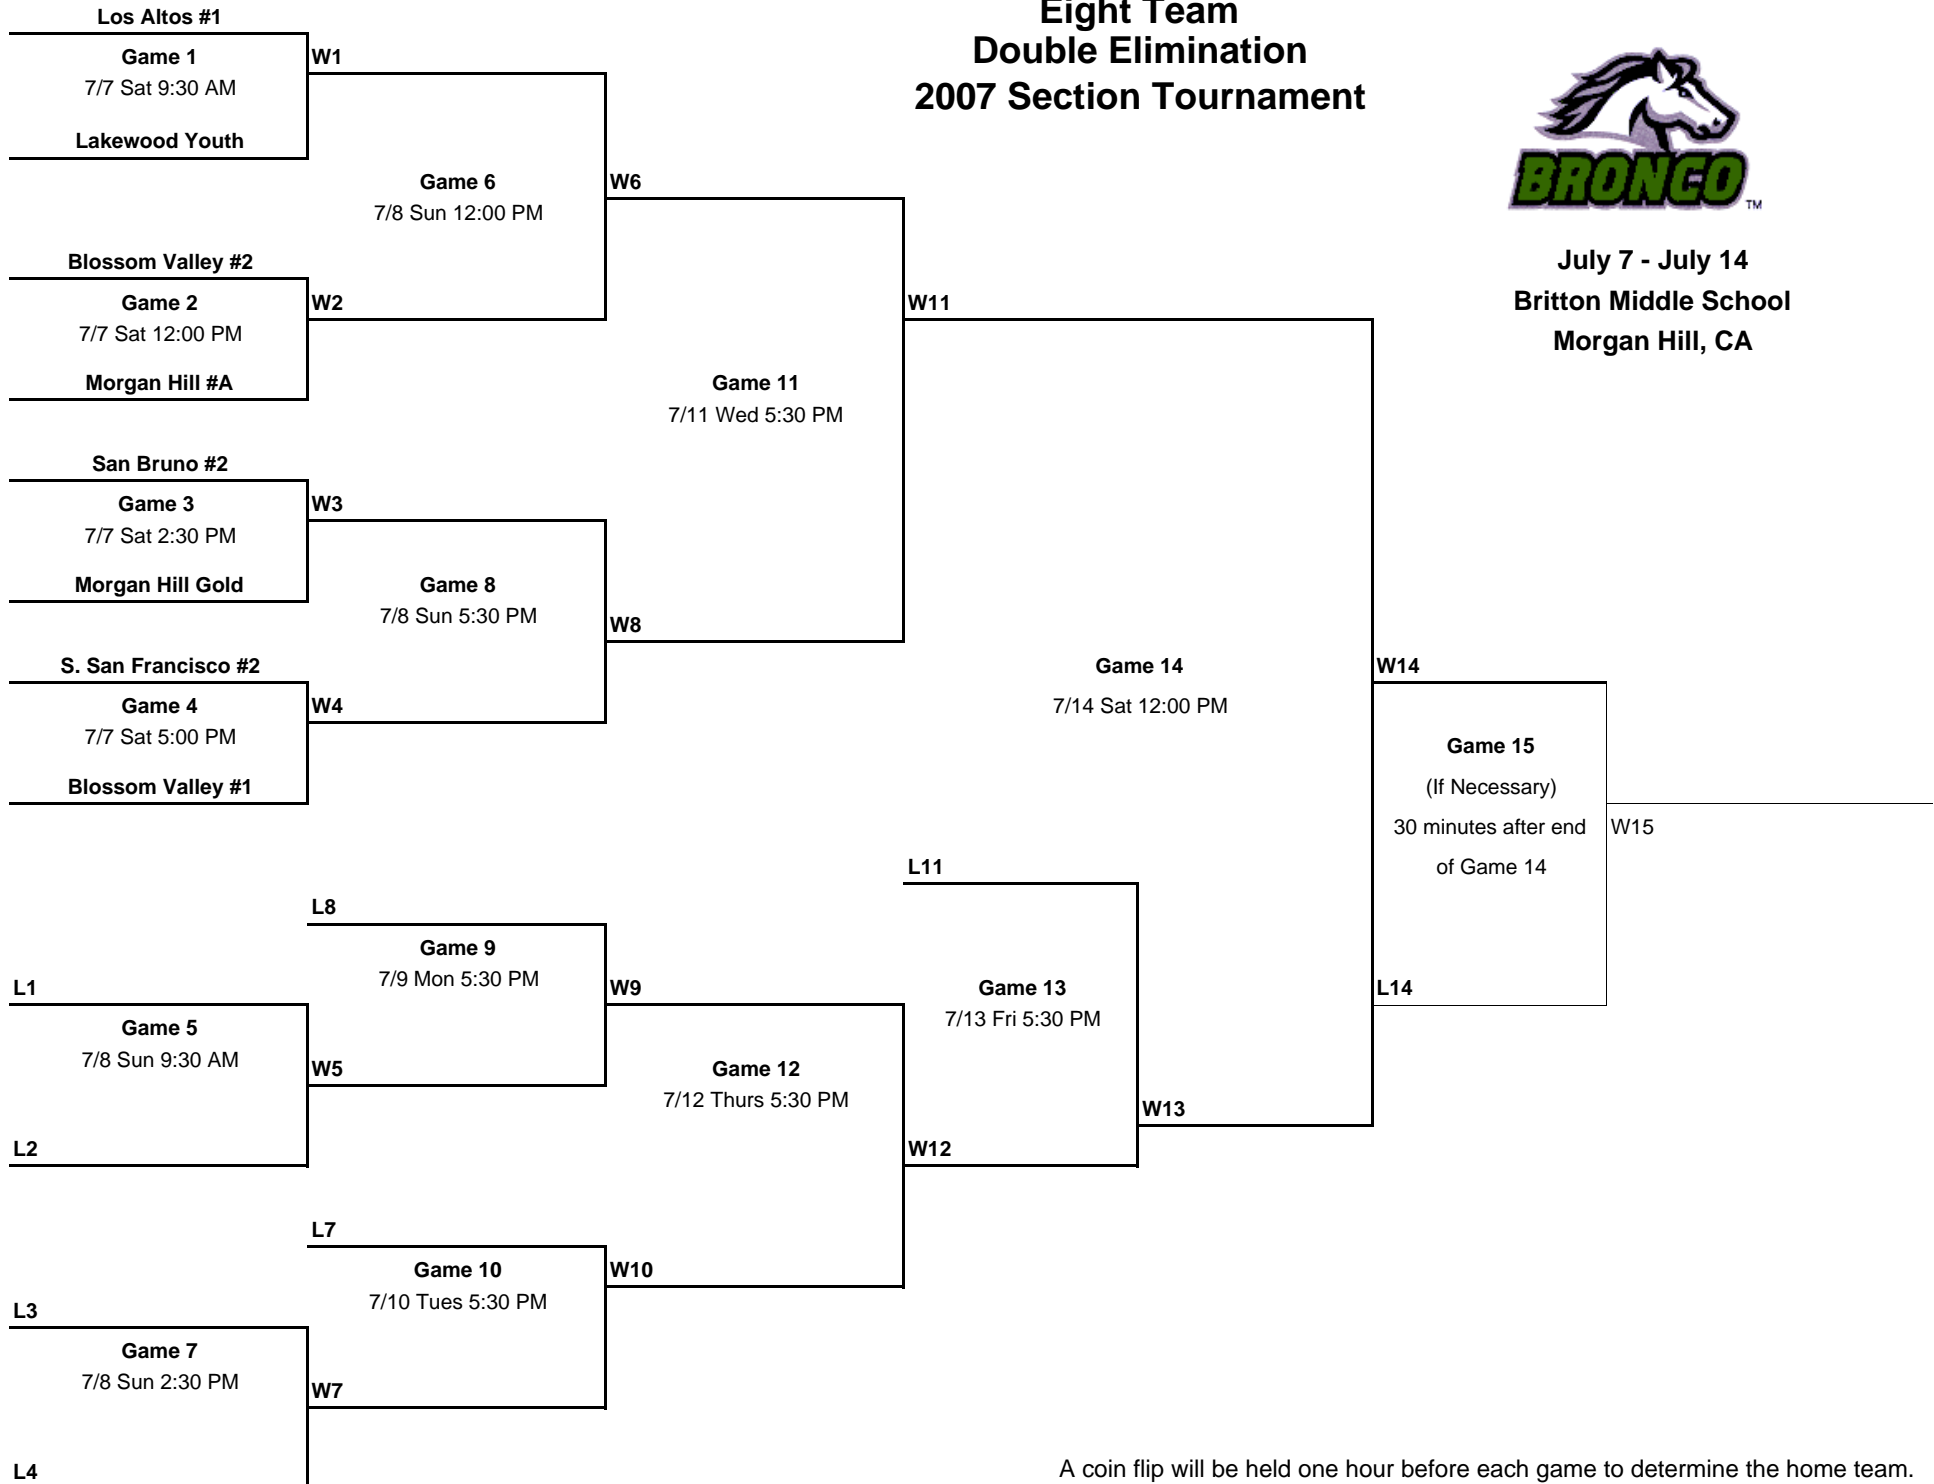 Eight Team
Double Elimination
2007 Section Tournament
BRONCO
TM
July 7 - July 14
Britton Middle School
Morgan Hill, CA
Los Altos #1
Game 1
7/7 Sat 9:30 AM
Lakewood Youth
W1
Game 6
7/8 Sun 12:00 PM
W6
Blossom Valley #2
Game 2
7/7 Sat 12:00 PM
Morgan Hill #A
W2
Game 11
7/11 Wed 5:30 PM
W11
San Bruno #2
Game 3
7/7 Sat 2:30 PM
Morgan Hill Gold
W3
Game 8
7/8 Sun 5:30 PM
W8
S. San Francisco #2
Game 4
7/7 Sat 5:00 PM
Blossom Valley #1
W4
Game 14
7/14 Sat 12:00 PM
W14
Game 15
(If Necessary)
30 minutes after end
of Game 14
W15
L14
L11
Game 13
7/13 Fri 5:30 PM
W13
L8
Game 9
7/9 Mon 5:30 PM
W9
L1
Game 5
7/8 Sun 9:30 AM
L2
W5
Game 12
7/12 Thurs 5:30 PM
W12
L7
Game 10
7/10 Tues 5:30 PM
W10
L3
Game 7
7/8 Sun 2:30 PM
L4
W7
A coin flip will be held one hour before each game to determine the home team.